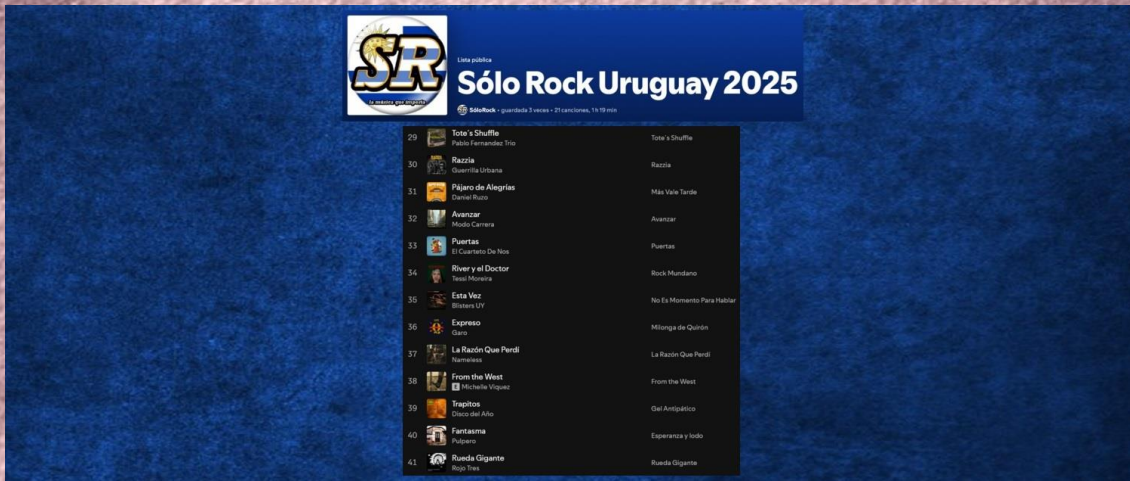 SR
la música que importa
Lista pública
Sólo Rock Uruguay 2025
SóloRock • guardada 3 veces • 21 canciones, 1 h 19 min
29 Tote´s Shuffle Tote´s Shuffle
Pablo Fernandez Trio
30 Razzia Razzia
Guerrilla Urbana
31 Pájaro de Alegrías Más Vale Tarde
Daniel Ruzo
32 Avanzar Avanzar
Modo Carrera
33 Puertas Puertas
El Cuarteto De Nos
34 River y el Doctor Rock Mundano
Tessi Moreira
35 Esta Vez No Es Momento Para Hablar
Blisters UY
36 Expreso Milonga de Quirón
Garo
37 La Razón Que Perdí La Razón Que Perdí
Nameless
38 From the West From the West
E Michelle Viquez
39 Trapitos Gel Antipático
Disco del Año
40 Fantasma Esperanza y lodo
Pulpero
41 Rueda Gigante Rueda Gigante
Rojo Tres